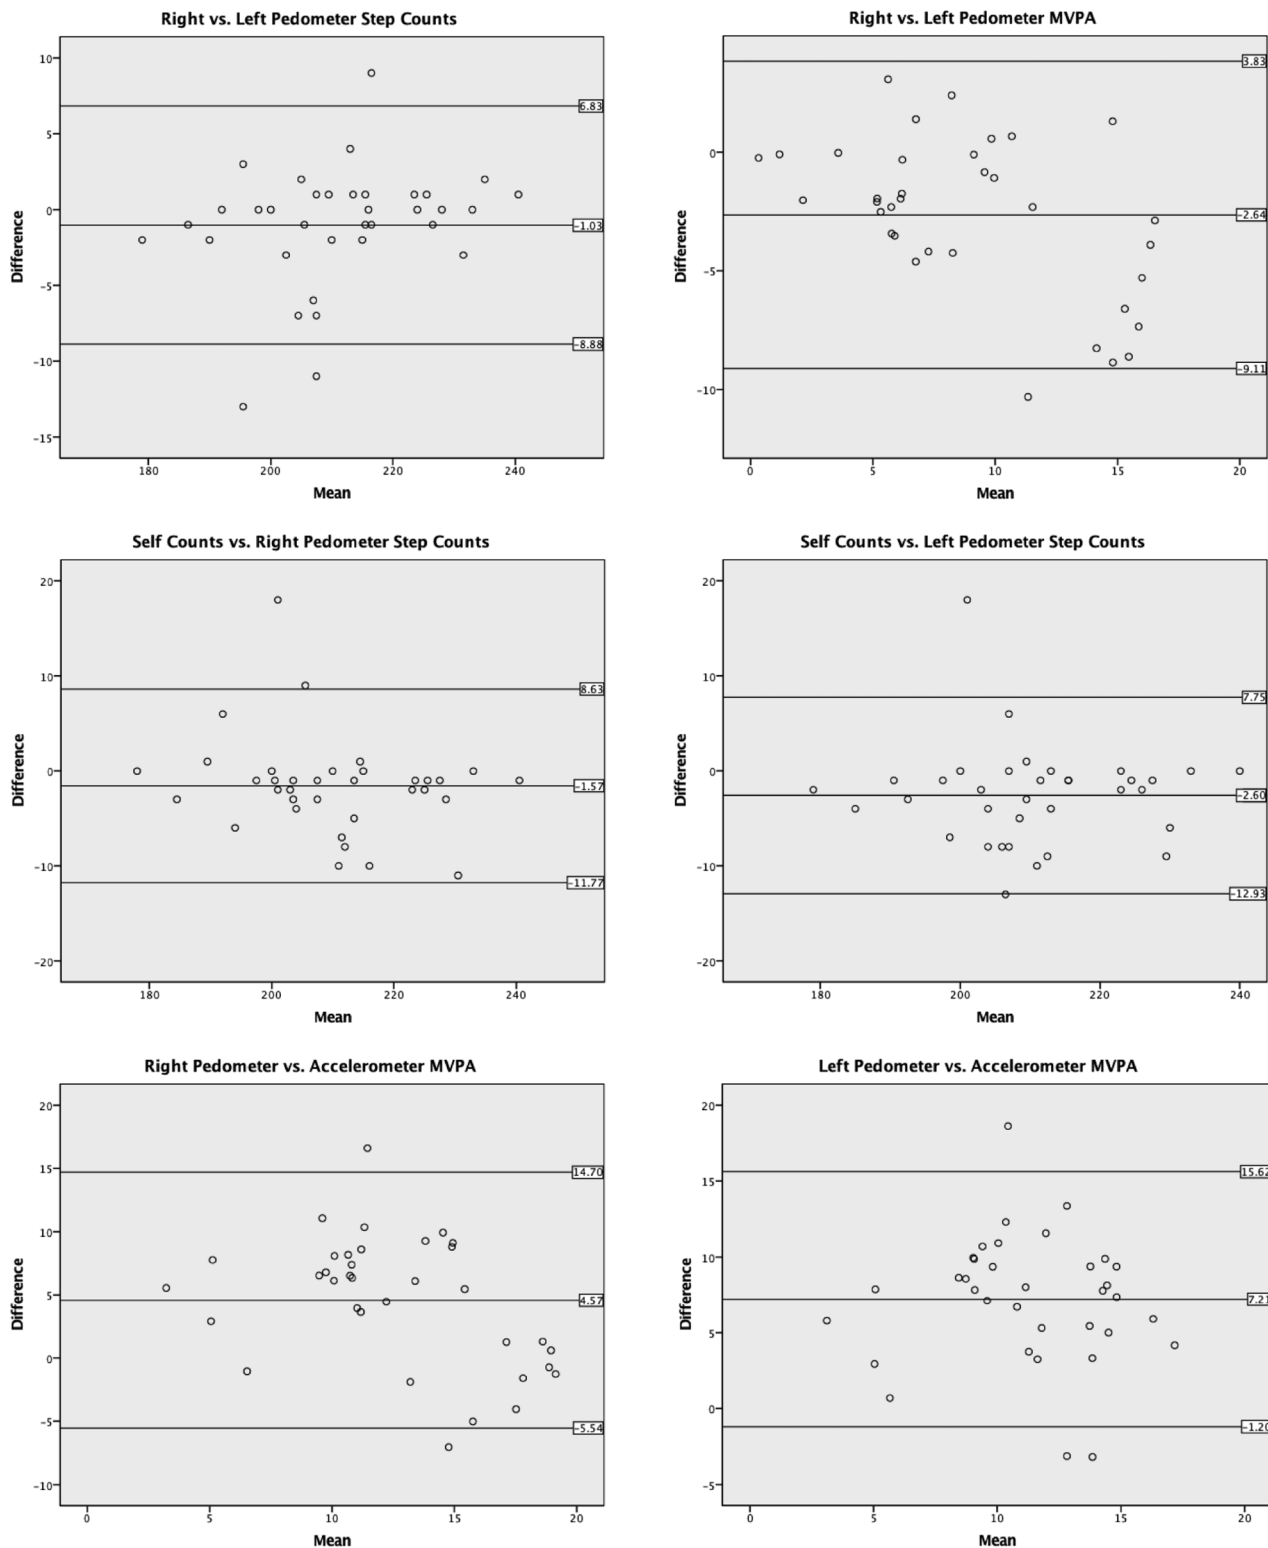 Right vs. Left Pedometer Step Counts
10
5
0
-5
-10
-15
6.83
-1.03
-8.88
Difference
180 200 220 240
Mean
Right vs. Left Pedometer MVPA
0
-5
-10
3.83
-2.64
-9.11
Difference
0 5 10 15 20
Mean
Self Counts vs. Right Pedometer Step Counts
20
10
0
-10
-20
8.63
-1.57
-11.77
Difference
180 200 220 240
Mean
Self Counts vs. Left Pedometer Step Counts
20
10
0
-10
-20
7.75
-2.60
-12.93
Difference
180 200 220 240
Mean
Right Pedometer vs. Accelerometer MVPA
20
15
10
5
0
-5
-10
14.70
4.57
-5.54
Difference
0 5 10 15 20
Mean
Left Pedometer vs. Accelerometer MVPA
20
15
10
5
0
-5
15.62
7.21
-1.20
Difference
0 5 10 15 20
Mean